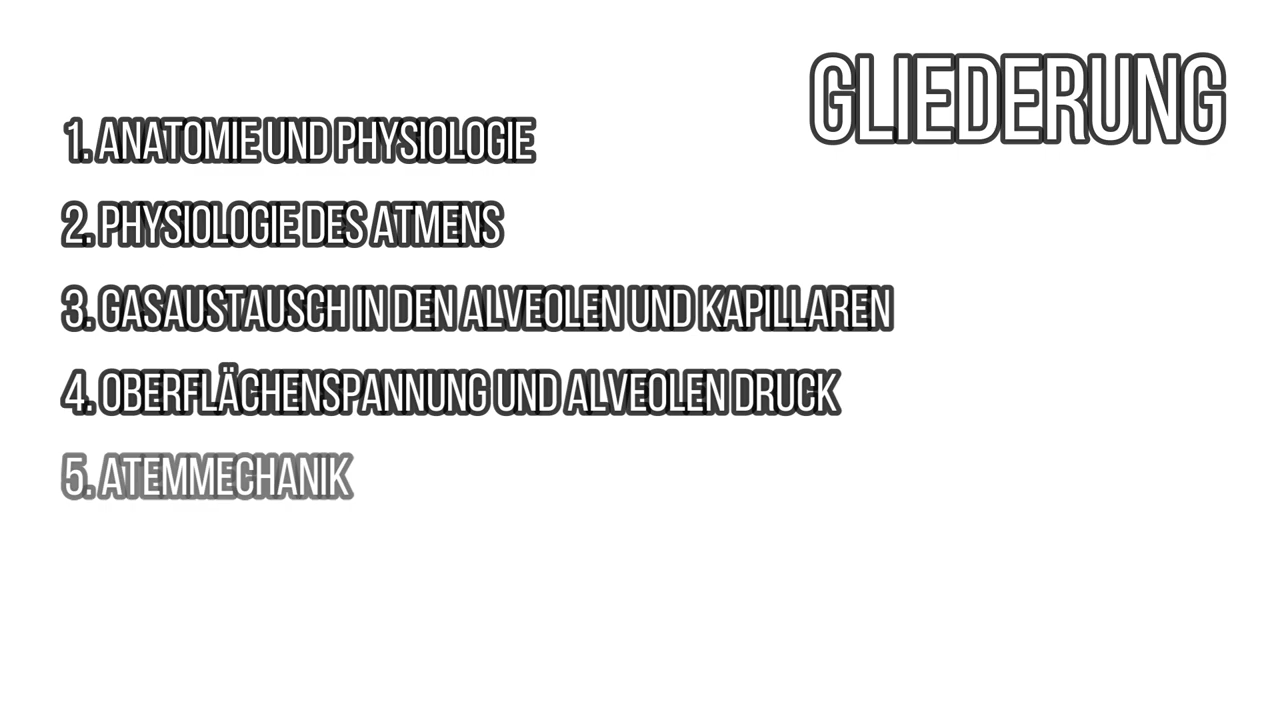 GLIEDERUNG
1. ANATOMIE UND PHYSIOLOGIE
2. PHYSIOLOGIE DES ATMENS
3. GASAUSTAUSCH IN DEN ALVEOLEN UND KAPILLAREN
4. OBERFLÄCHENSPANNUNG UND ALVEOLEN DRUCK
5. ATEMMECHANIK